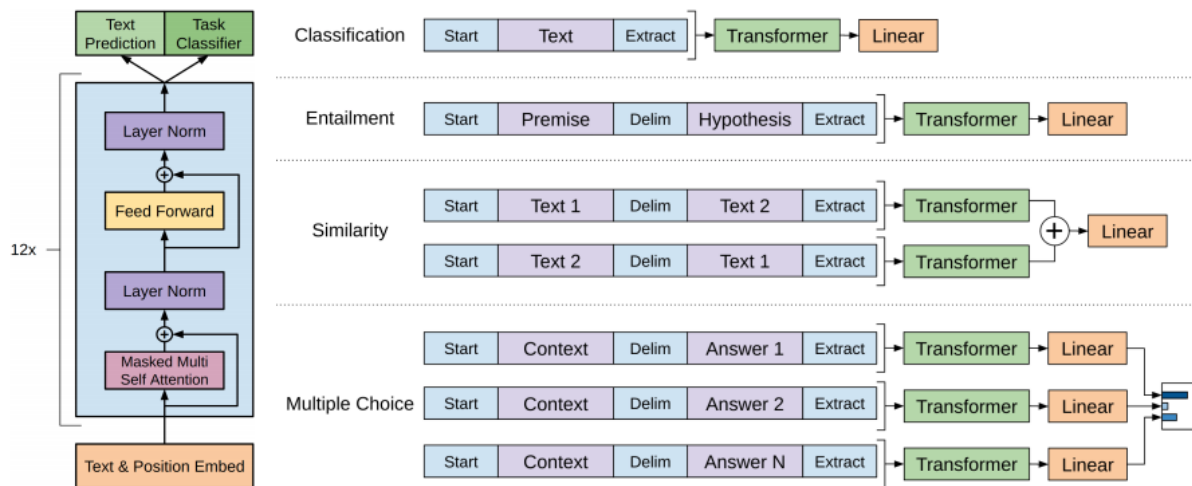 Text Prediction
Task Classifier
12x
Layer Norm
Feed Forward
Layer Norm
Masked Multi
Self Attention
Text & Position Embed
Classification
Start Text Extract Transformer Linear
Entailment
Start Premise Delim Hypothesis Extract Transformer Linear
Similarity
Start Text 1 Delim Text 2 Extract Transformer
Start Text 2 Delim Text 1 Extract Transformer
+ Linear
Multiple Choice
Start Context Delim Answer 1 Extract Transformer Linear
Start Context Delim Answer 2 Extract Transformer Linear
Start Context Delim Answer N Extract Transformer Linear